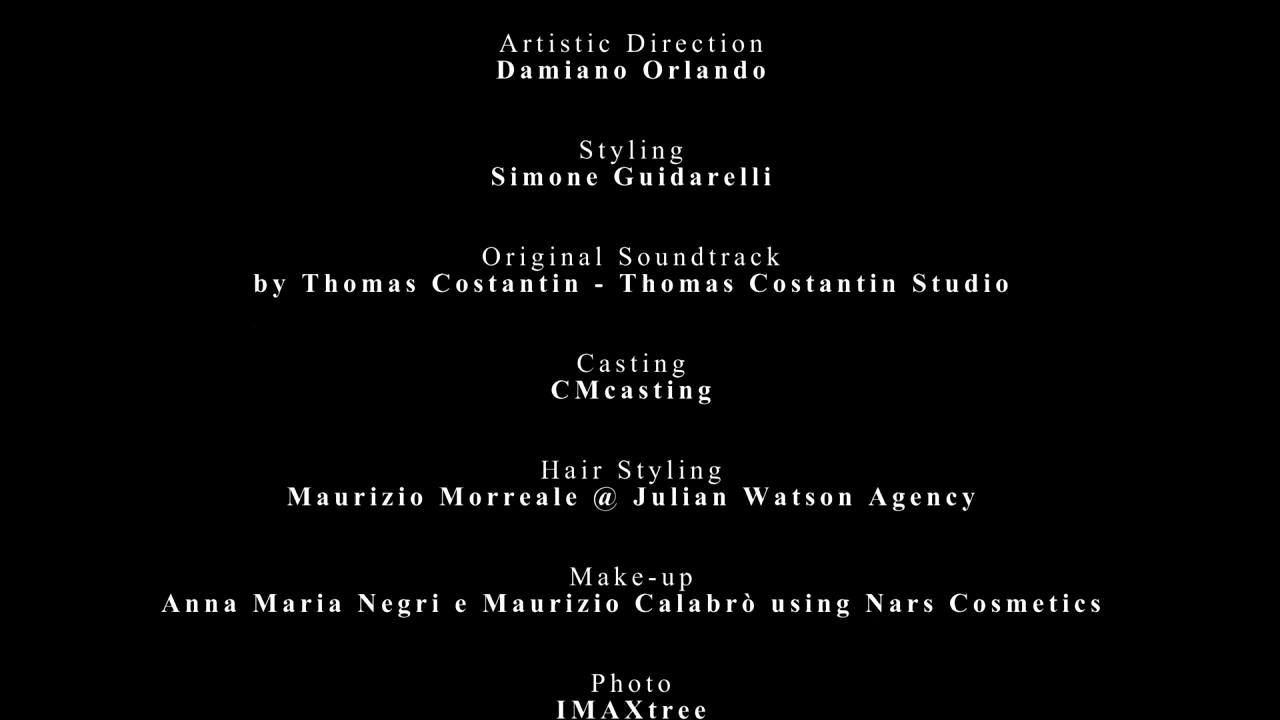 Artistic Direction
Damiano Orlando
Styling
Simone Guidarelli
Original Soundtrack
by Thomas Costantin - Thomas Costantin Studio
Casting
CMcasting
Hair Styling
Maurizio Morreale @ Julian Watson Agency
Make-up
Anna Maria Negri e Maurizio Calabrò using Nars Cosmetics
Photo
IMAXtree